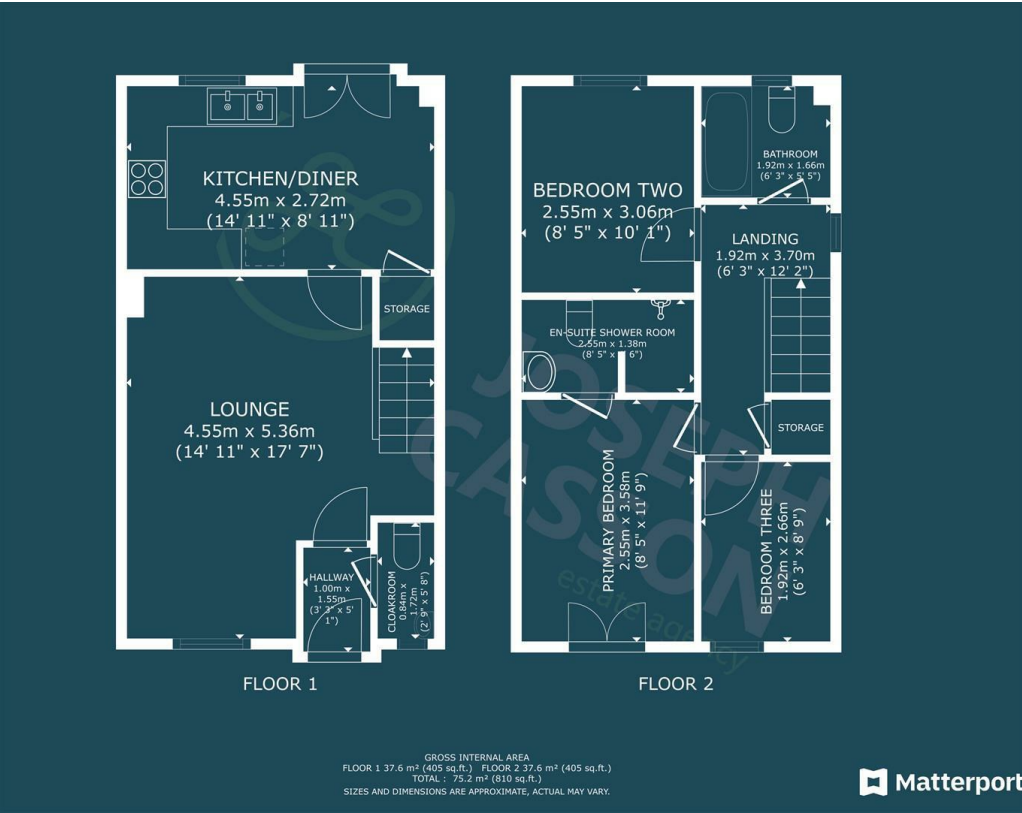 KITCHEN/DINER
4.55m x 2.72m
(14' 11" x 8' 11")
STORAGE
LOUNGE
4.55m x 5.36m
(14' 11" x 17' 7")
HALLWAY
1.00m x
1.55m
(3' 3" x 5'
1")
CLOAKROOM
0.84m x
1.72m
(2' 9" x 5' 8")
FLOOR 1
BEDROOM TWO
2.55m x 3.06m
(8' 5" x 10' 1")
BATHROOM
1.92m x 1.66m
(6' 3" x 5' 5")
LANDING
1.92m x 3.70m
(6' 3" x 12' 2")
EN-SUITE SHOWER ROOM
2.55m x 1.38m
(8' 5" x 6")
STORAGE
PRIMARY BEDROOM
2.55m x 3.58m
(8' 5" x 11' 9")
BEDROOM THREE
1.92m x 2.66m
(6' 3" x 8' 9")
FLOOR 2
JOSEPH
CASSON
estate agency
GROSS INTERNAL AREA
FLOOR 1 37.6 m² (405 sq.ft.) FLOOR 2 37.6 m² (405 sq.ft.)
TOTAL : 75.2 m² (810 sq.ft.)
SIZES AND DIMENSIONS ARE APPROXIMATE, ACTUAL MAY VARY.
Matterport